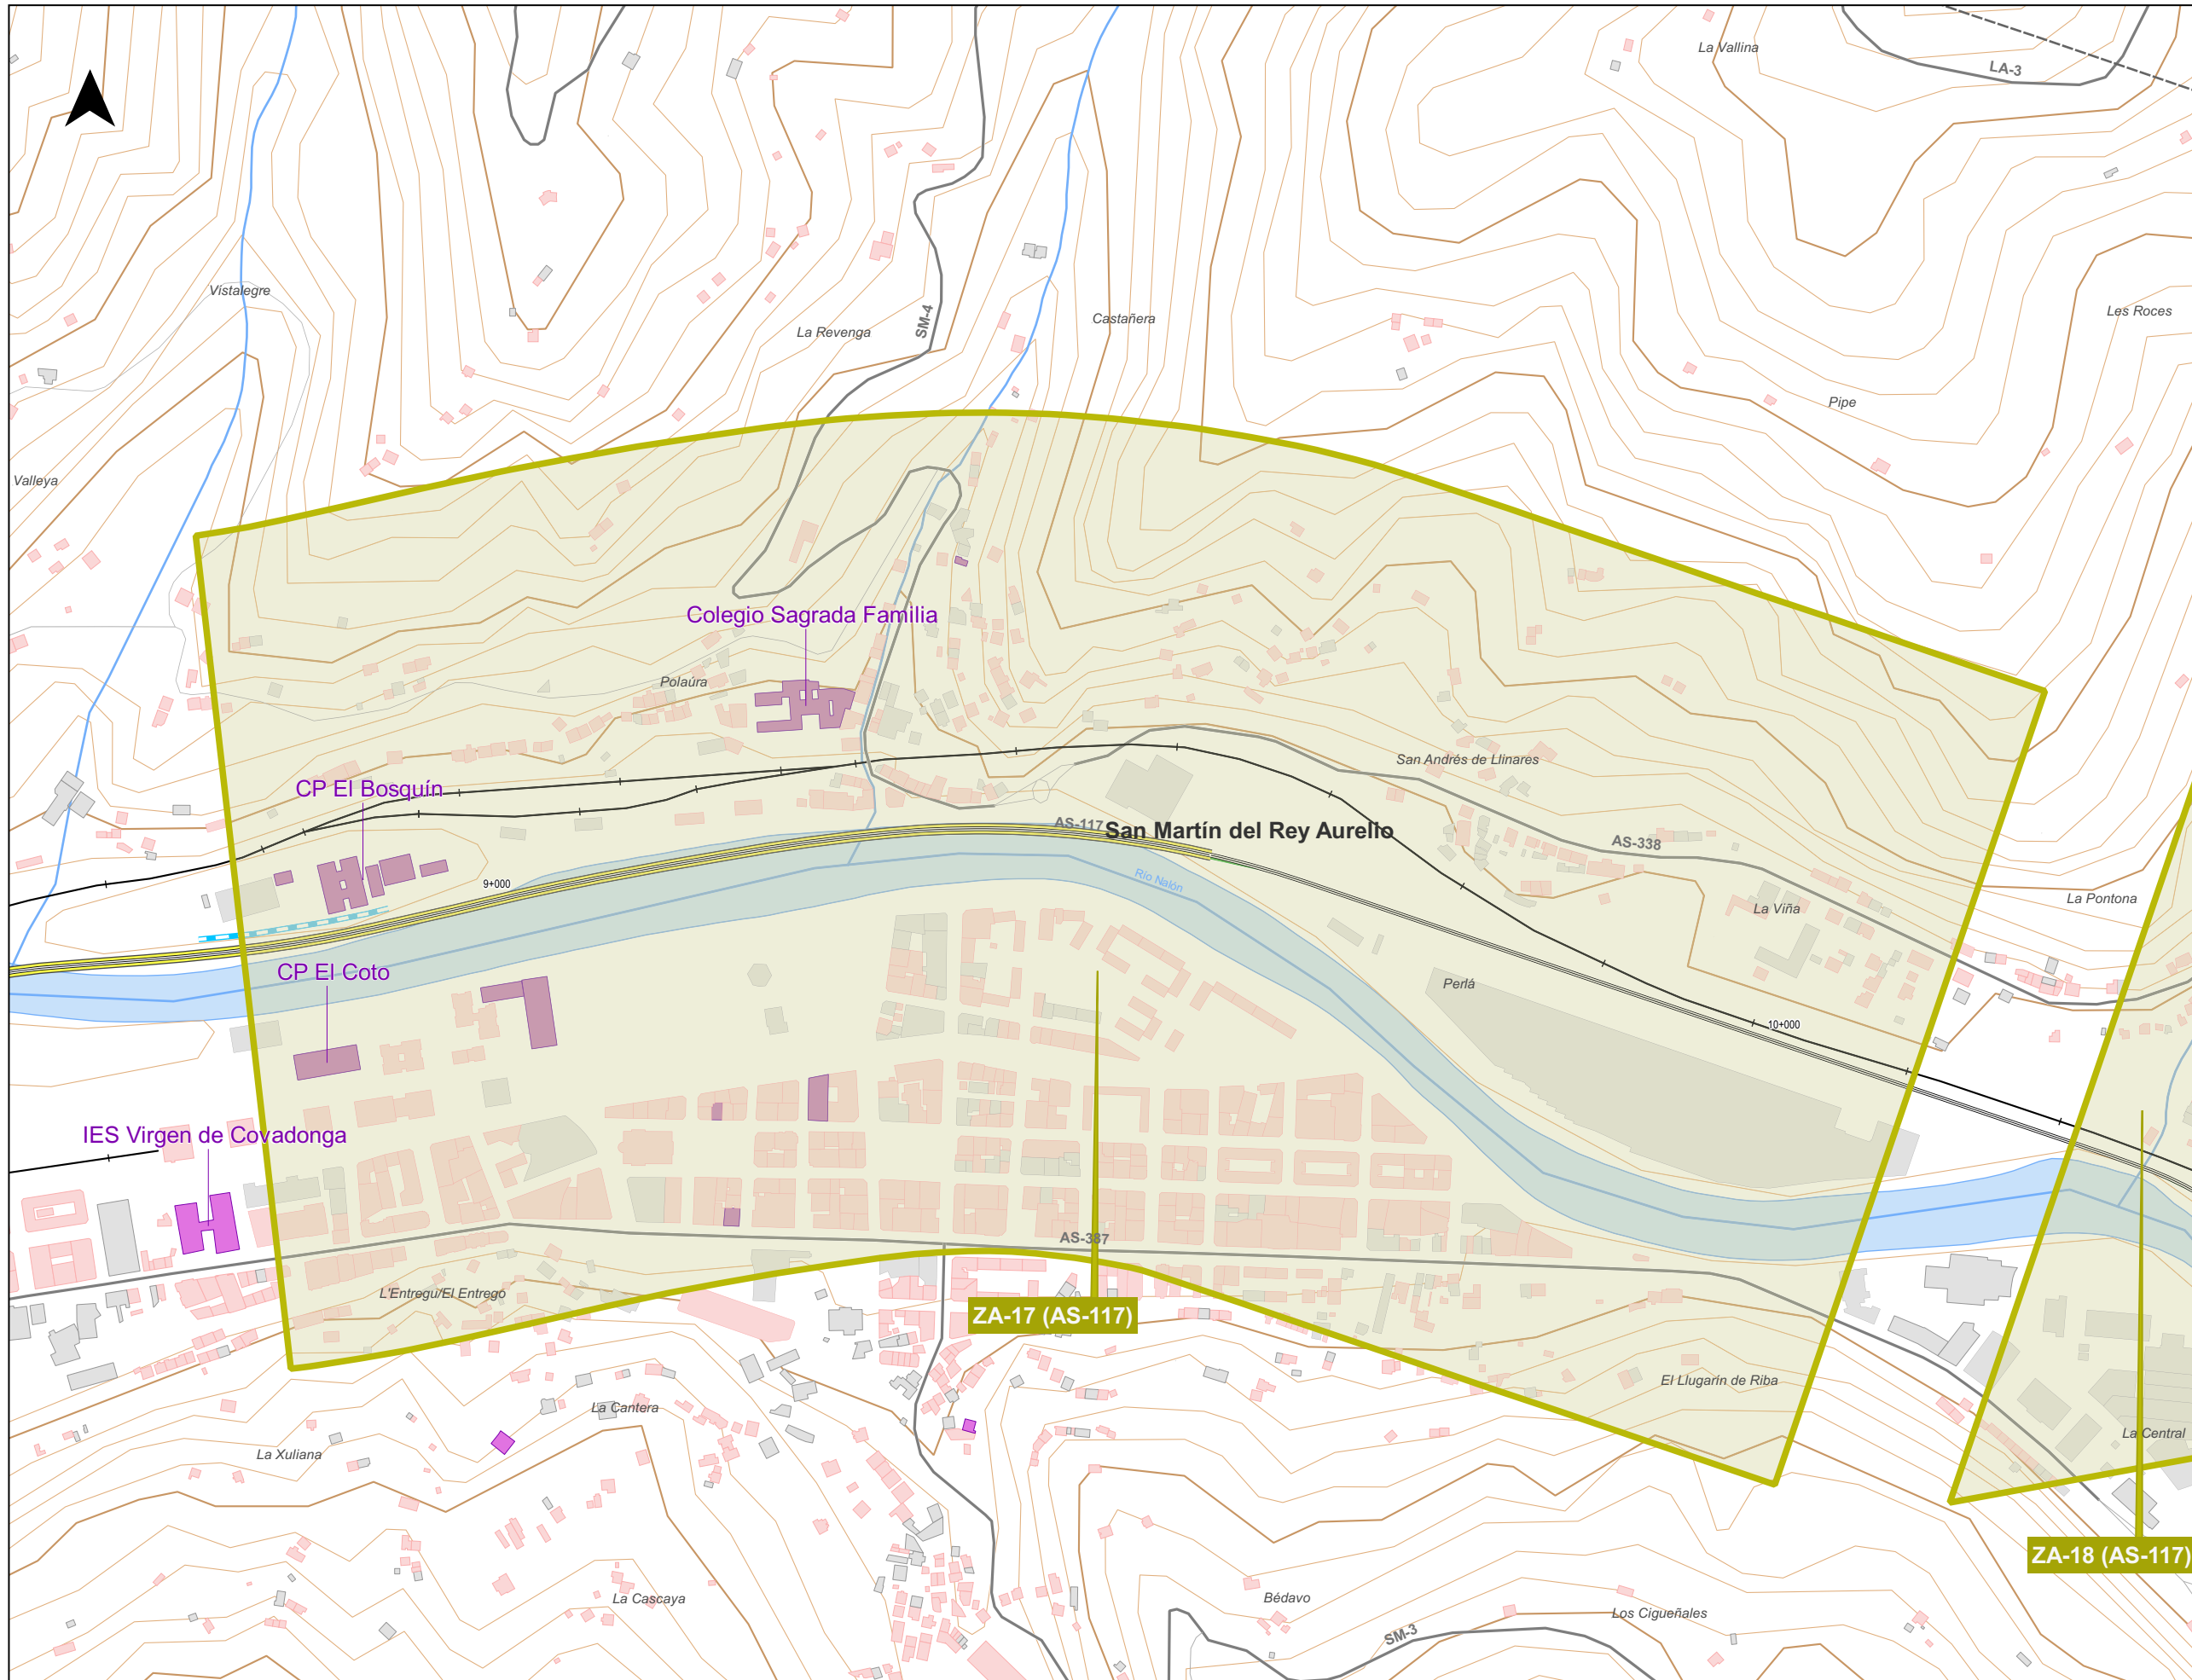 La Vallina
LA-3
Vistalegre
La Revenga
SM-4
Castañera
Les Roces
Pipe
Valleya
Colegio Sagrada Familia
Polaúra
San Andrés de Llinares
CP El Bosquín
AS-117
San Martín del Rey Aurelio
AS-338
9+000
Río Nalón
La Viña
La Pontona
CP El Coto
Perlá
10+000
IES Virgen de Covadonga
AS-387
L'Entregu/El Entrego
ZA-17 (AS-117)
El Llugarín de Riba
La Cantera
La Central
La Xuliana
ZA-18 (AS-117)
La Cascaya
Bédavo
Los Cigueñales
SM-3